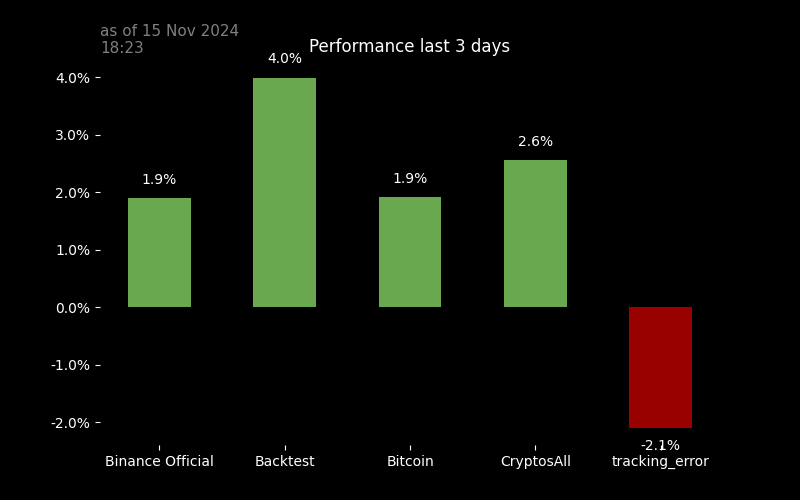 as of 15 Nov 2024
18:23
Performance last 3 days
4.0%
4.0%
3.0%
2.6%
2.0%
1.9%
1.9%
1.0%
0.0%
-1.0%
-2.0%
-2.1%
Binance Official
Backtest
Bitcoin
CryptosAll
tracking_error